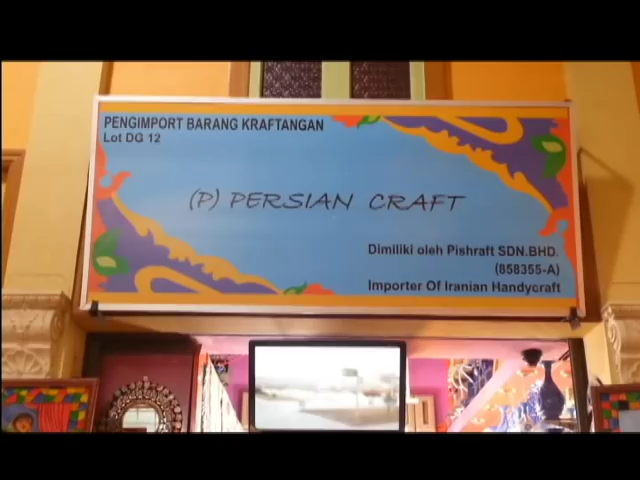 PENGIMPORT BARANG KRAFTANGAN
Lot DG 12
(P) PERSIAN CRAFT
Dimiliki oleh Pishraft SDN.BHD.
(858355-A)
Importer Of Iranian Handycraft